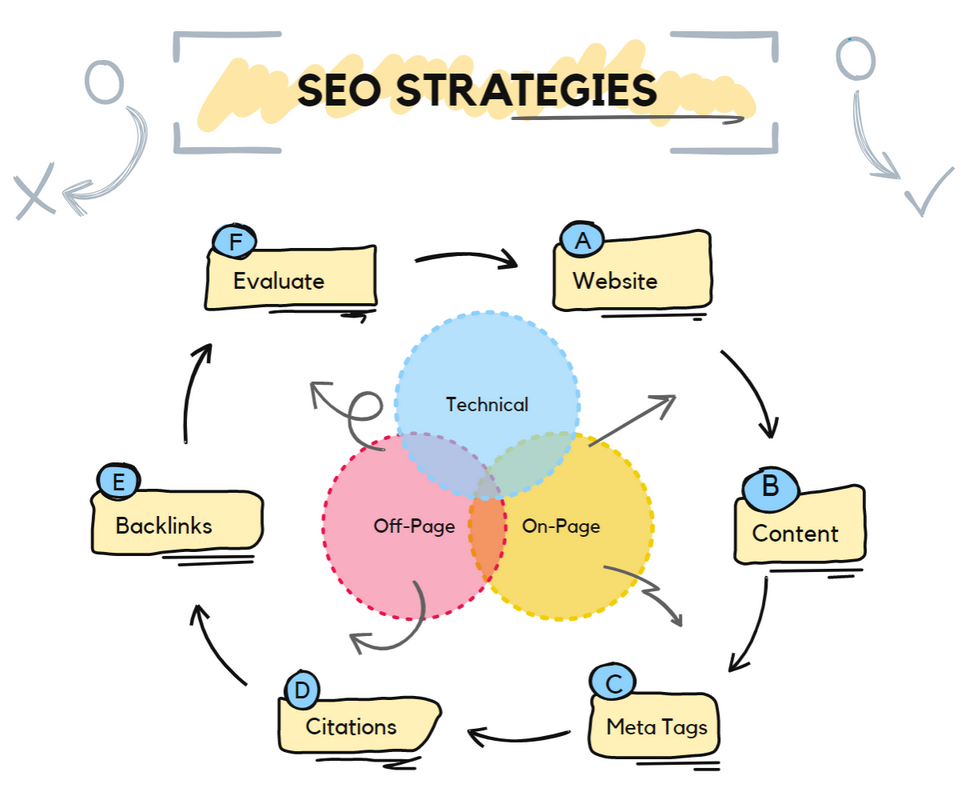 SEO STRATEGIES
F
Evaluate
A
Website
Technical
E
Backlinks
Off-Page
On-Page
B
Content
D
Citations
C
Meta Tags